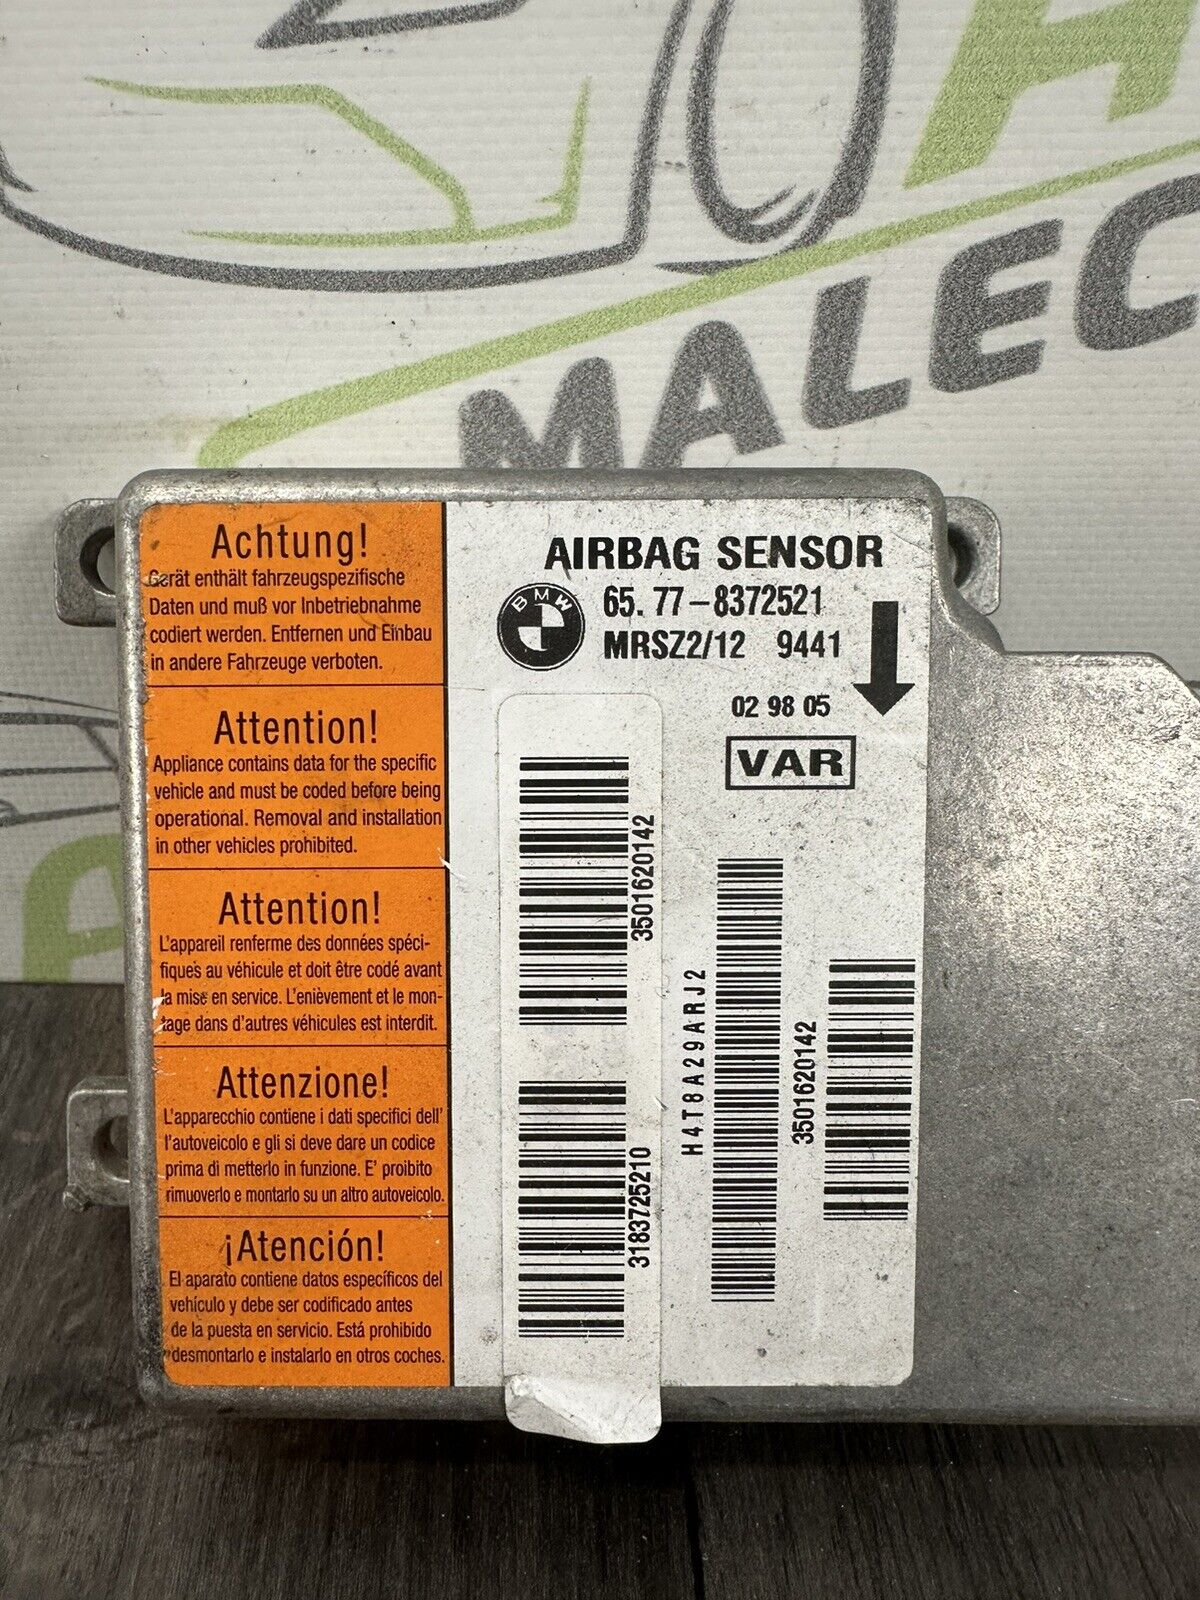 MALEC
Achtung!
Gerät enthält fahrzeugspezifische
Daten und muß vor Inbetriebnahme
codiert werden. Entfernen und Einbau
in andere Fahrzeuge verboten.
Attention!
Appliance contains data for the specific
vehicle and must be coded before being
operational. Removal and installation
in other vehicles prohibited.
Attention!
L'appareil renferme des données spéci-
fiques au véhicule et doit être codé avant
la mise en service. L'enièvement et le mon-
tage dans d'autres véhicules est interdit.
Attenzione!
L'apparecchio contiene i dati specifici dell'
l'autoveicolo e gli si deve dare un codice
prima di metterlo in funzione. E' proibito
rimuoverlo e montarlo su un altro autoveicolo.
¡Atención!
El aparato contiene datos específicos del
vehículo y debe ser codificado antes
de la puesta en servicio. Está prohibido
desmontarlo e instalarlo en otros coches.
AIRBAG SENSOR
BMW
65. 77-8372521
MRSZ2/12 9441
02 98 05
VAR
3501620142
3183725210
H4T8A29ARJ2
3501620142